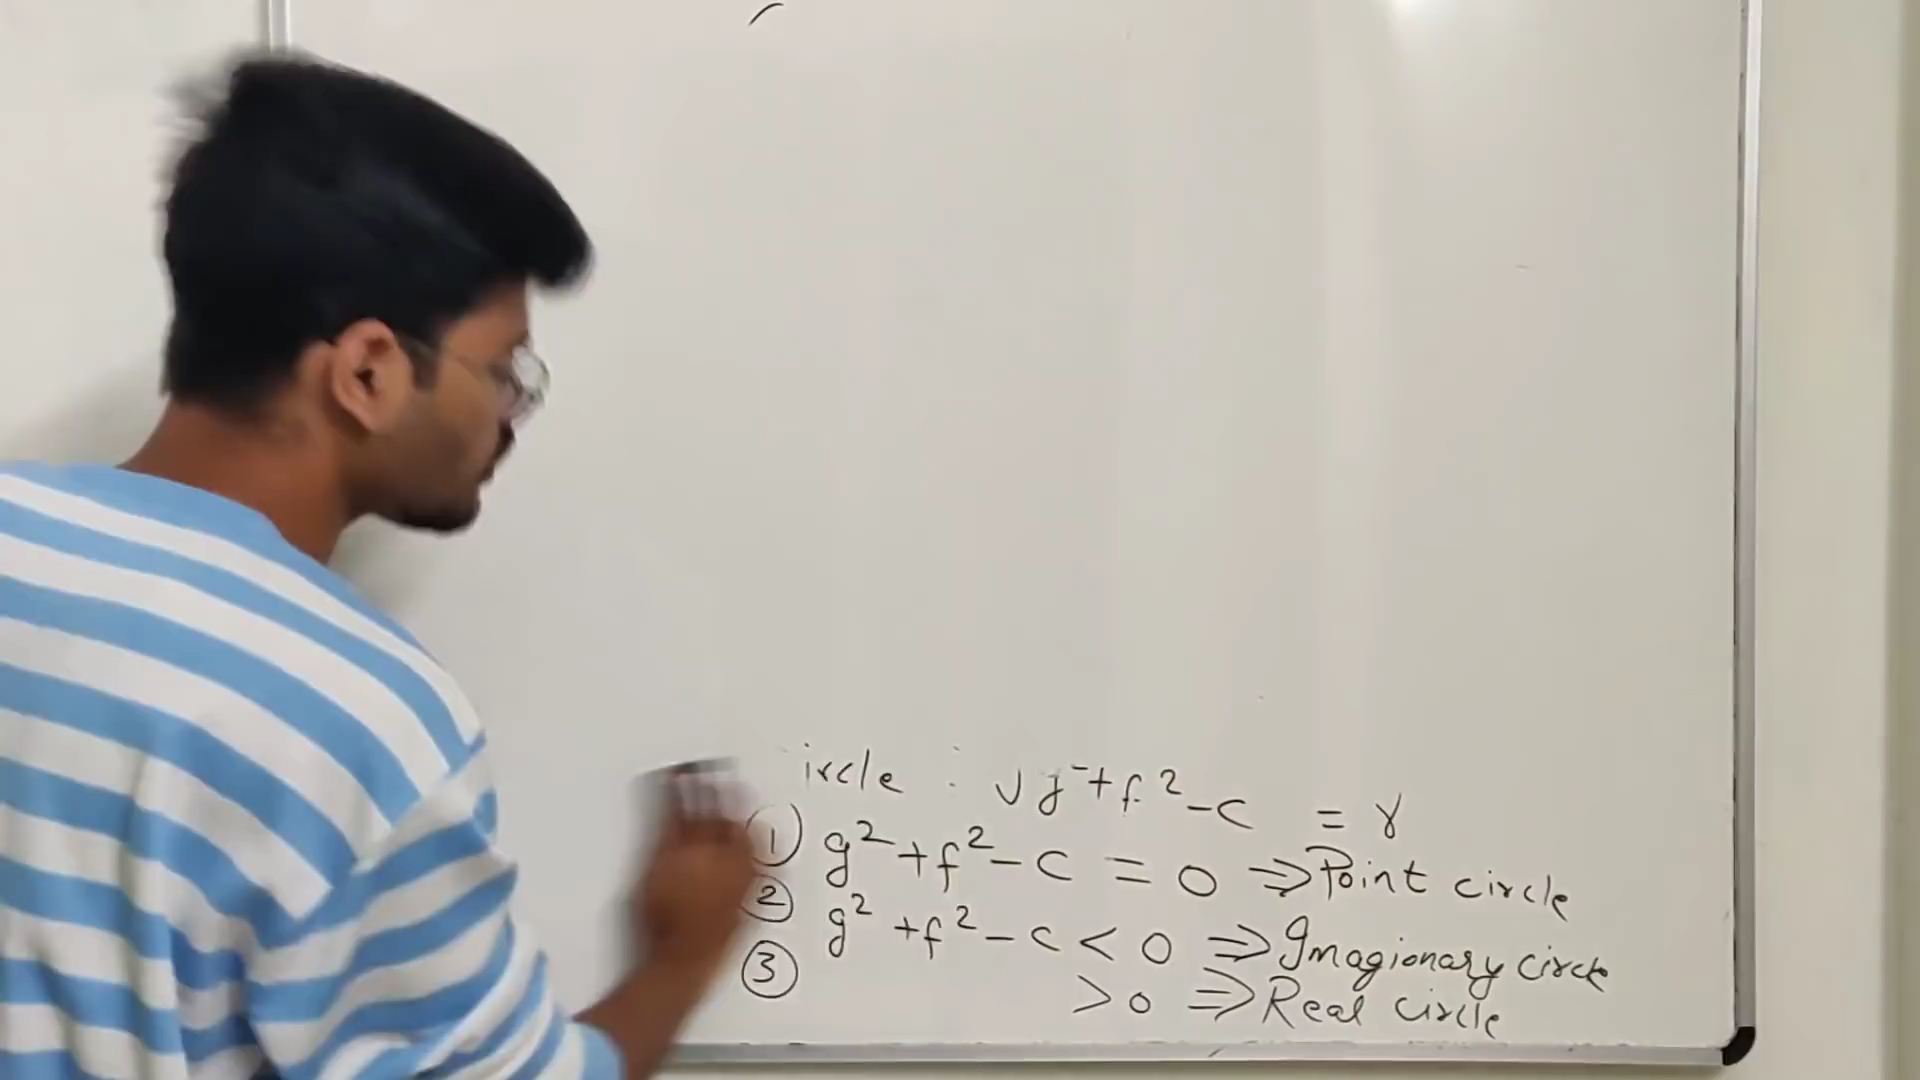 ircle : √g²+f²-c = r
① g²+f²-c = 0 ⇒ Point circle
② g²+f²-c < 0 ⇒ Imagionary circle
③ > 0 ⇒ Real circle